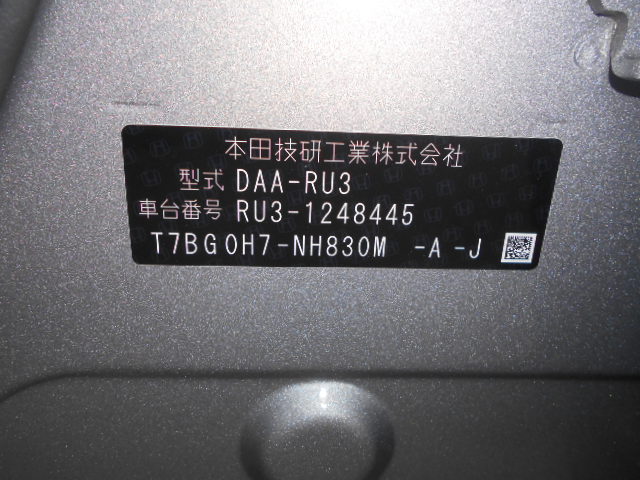 本田技研工業株式会社
型式 DAA-RU3
車台番号 RU3-1248445
T7BG0H7-NH830M -A -J